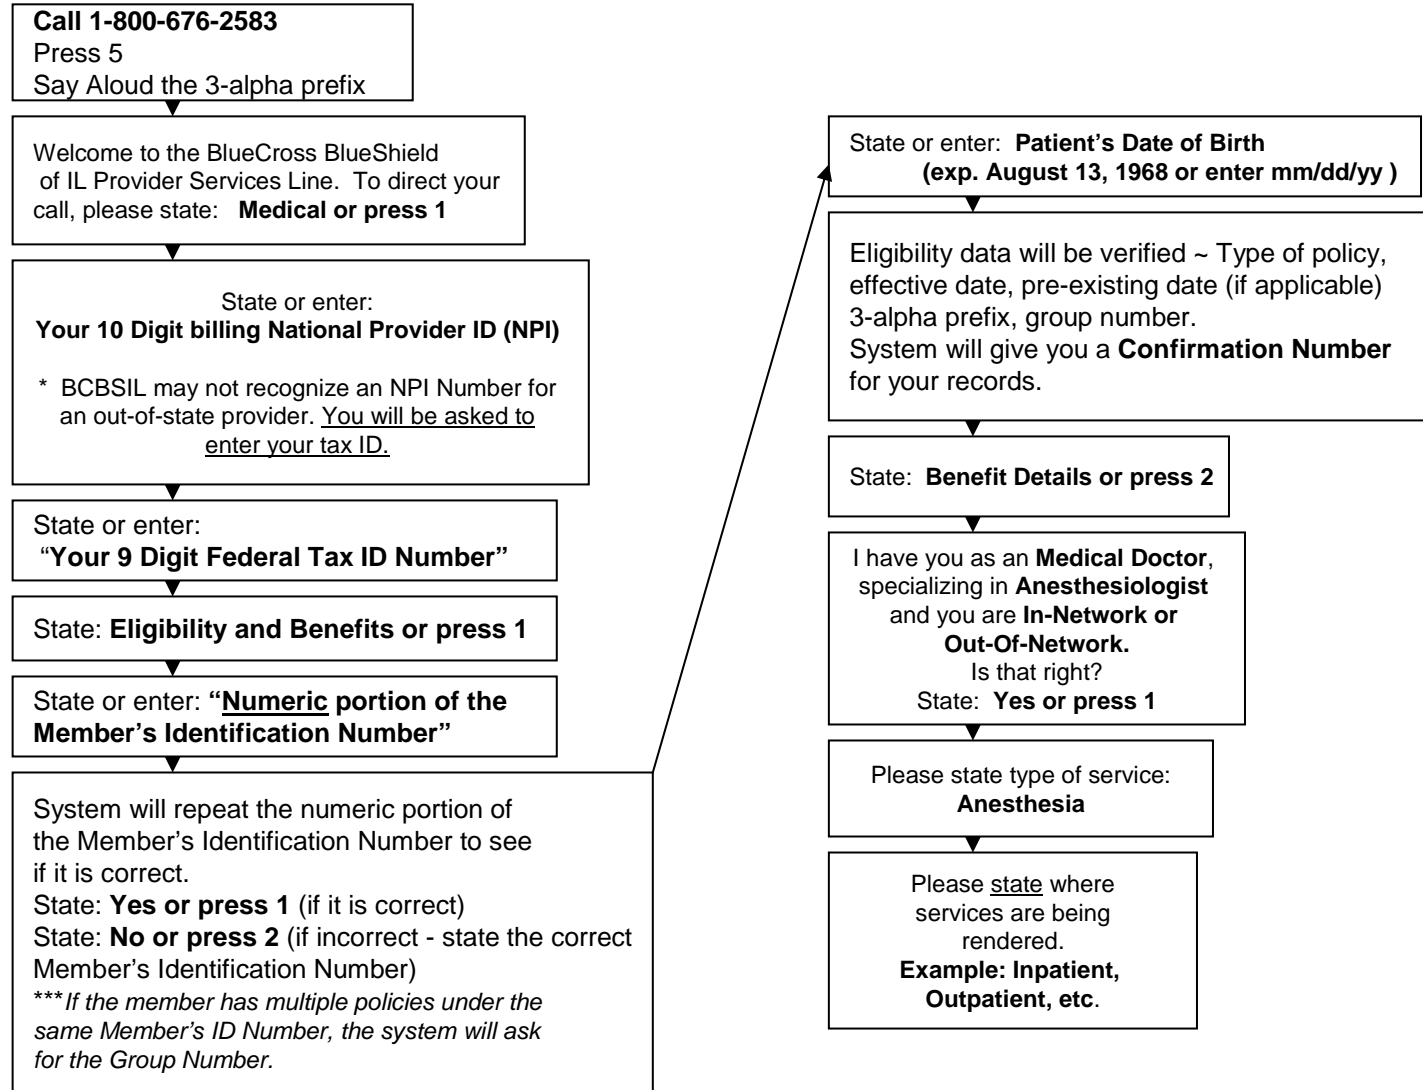 Call 1-800-676-2583
Press 5
Say Aloud the 3-alpha prefix
Welcome to the BlueCross BlueShield
of IL Provider Services Line. To direct your
call, please state: Medical or press 1
State or enter:
Your 10 Digit billing National Provider ID (NPI)
* BCBSIL may not recognize an NPI Number for
an out-of-state provider. You will be asked to
enter your tax ID.
State or enter:
“Your 9 Digit Federal Tax ID Number”
State: Eligibility and Benefits or press 1
State or enter: “Numeric portion of the
Member’s Identification Number”
System will repeat the numeric portion of
the Member’s Identification Number to see
if it is correct.
State: Yes or press 1 (if it is correct)
State: No or press 2 (if incorrect - state the correct
Member’s Identification Number)
***If the member has multiple policies under the
same Member’s ID Number, the system will ask
for the Group Number.
State or enter: Patient’s Date of Birth
(exp. August 13, 1968 or enter mm/dd/yy )
Eligibility data will be verified ~ Type of policy,
effective date, pre-existing date (if applicable)
3-alpha prefix, group number.
System will give you a Confirmation Number
for your records.
State: Benefit Details or press 2
I have you as an Medical Doctor,
specializing in Anesthesiologist
and you are In-Network or
Out-Of-Network.
Is that right?
State: Yes or press 1
Please state type of service:
Anesthesia
Please state where
services are being
rendered.
Example: Inpatient,
Outpatient, etc.